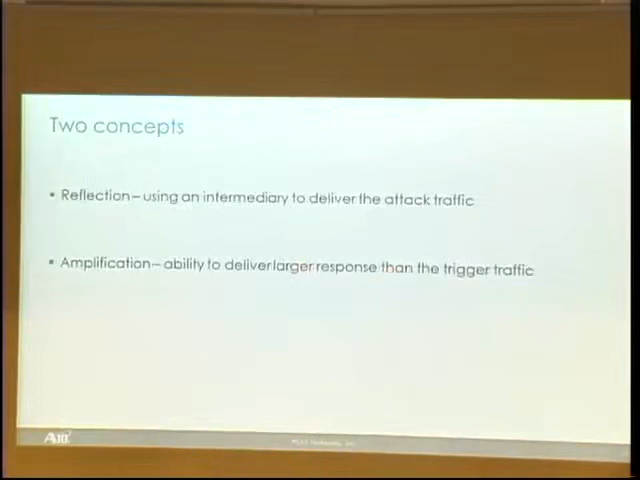 Two concepts
▪ Reflection – using an intermediary to deliver the attack traffic
▪ Amplification – ability to deliver larger response than the trigger traffic
A10